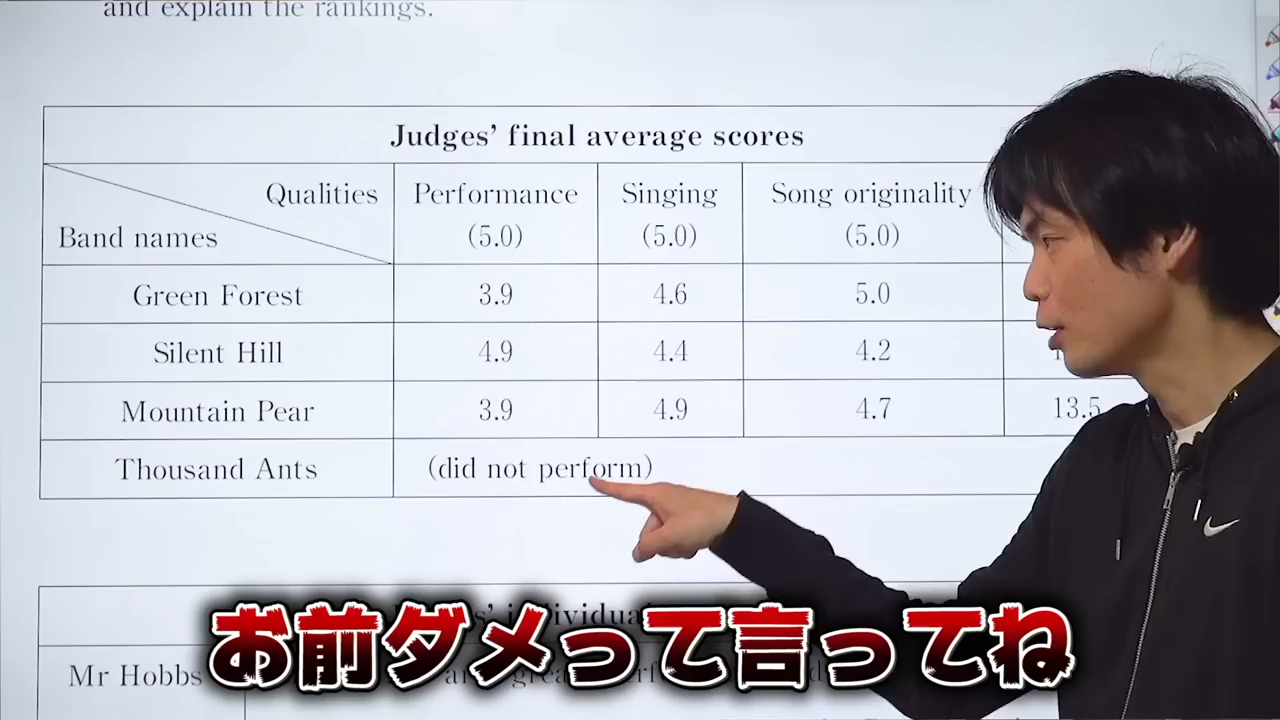 and explain the rankings.
Judges’ final average scores
Qualities
Band names
Performance (5.0)
Singing (5.0)
Song originality (5.0)
Green Forest 3.9 4.6 5.0
Silent Hill 4.9 4.4 4.2
Mountain Pear 3.9 4.9 4.7 13.5
Thousand Ants (did not perform)
Mr Hobbs
お前ダメって言ってね